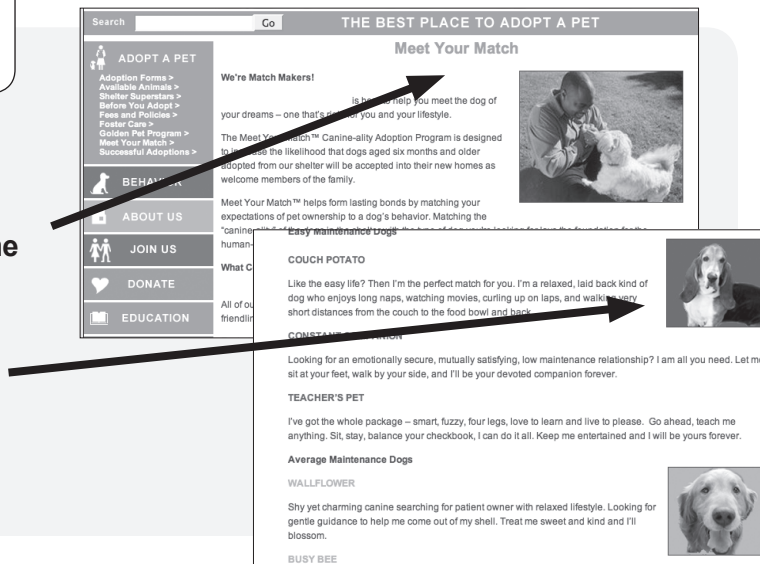 Search
Go
THE BEST PLACE TO ADOPT A PET
ADOPT A PET
Adoption Forms >
Available Animals >
Shelter Superstars >
Before You Adopt >
Fees and Policies >
Foster Care >
Golden Pet Program >
Meet Your Match >
Successful Adoptions >
BEHAVIOR
ABOUT US
JOIN US
DONATE
EDUCATION
Meet Your Match
We're Match Makers!
is here to help you meet the dog of
your dreams – one that's right for you and your lifestyle.
The Meet Your Match™ Canine-ality Adoption Program is designed
to increase the likelihood that dogs aged six months and older
adopted from our shelter will be accepted into their new homes as
welcome members of the family.
Meet Your Match™ helps form lasting bonds by matching your
expectations of pet ownership to a dog's behavior. Matching the
human-
What C
All of ou
friendlin
Easy Maintenance Dogs
COUCH POTATO
Like the easy life? Then I'm the perfect match for you. I'm a relaxed, laid back kind of
dog who enjoys long naps, watching movies, curling up on laps, and walking very
short distances from the couch to the food bowl and back.
CONSTANT COMPANION
Looking for an emotionally secure, mutually satisfying, low maintenance relationship? I am all you need. Let me
sit at your feet, walk by your side, and I'll be your devoted companion forever.
TEACHER'S PET
I've got the whole package – smart, fuzzy, four legs, love to learn and live to please. Go ahead, teach me
anything. Sit, stay, balance your checkbook, I can do it all. Keep me entertained and I will be yours forever.
Average Maintenance Dogs
WALLFLOWER
Shy yet charming canine searching for patient owner with relaxed lifestyle. Looking for
gentle guidance to help me come out of my shell. Treat me sweet and kind and I'll
blossom.
BUSY BEE